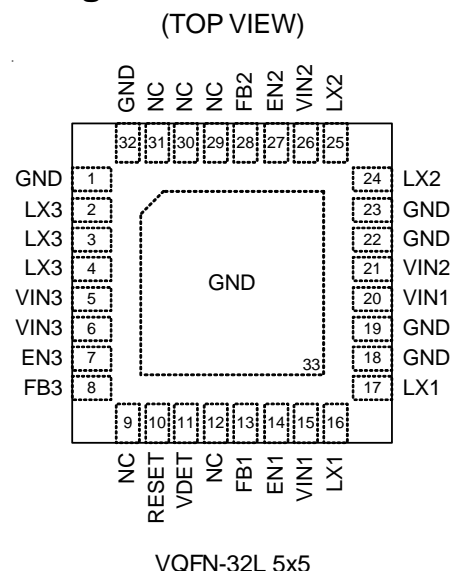 (TOP VIEW)
GND NC NC NC FB2 EN2 VIN2 LX2
32 31 30 29 28 27 26 25
GND 1 24 LX2
LX3 2 23 GND
LX3 3 22 GND
LX3 4 21 VIN2
GND
VIN3 5 20 VIN1
VIN3 6 19 GND
EN3 7 18 GND
33
FB3 8 17 LX1
9 10 11 12 13 14 15 16
NC RESET VDET NC FB1 EN1 VIN1 LX1
VQFN-32L 5x5